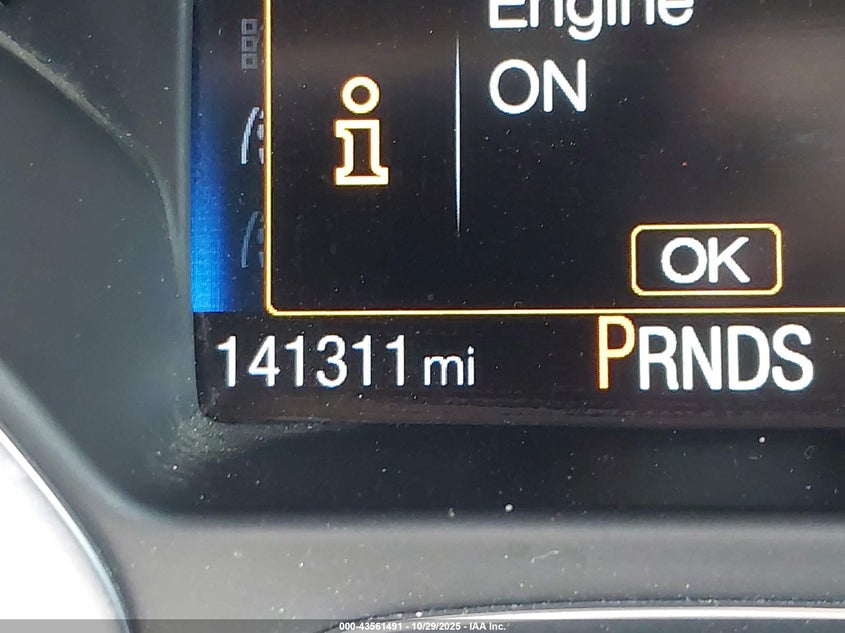 Engine
ON
OK
141311 mi
PRNDS
000-43561491 - 10/29/2025 - IAA Inc.